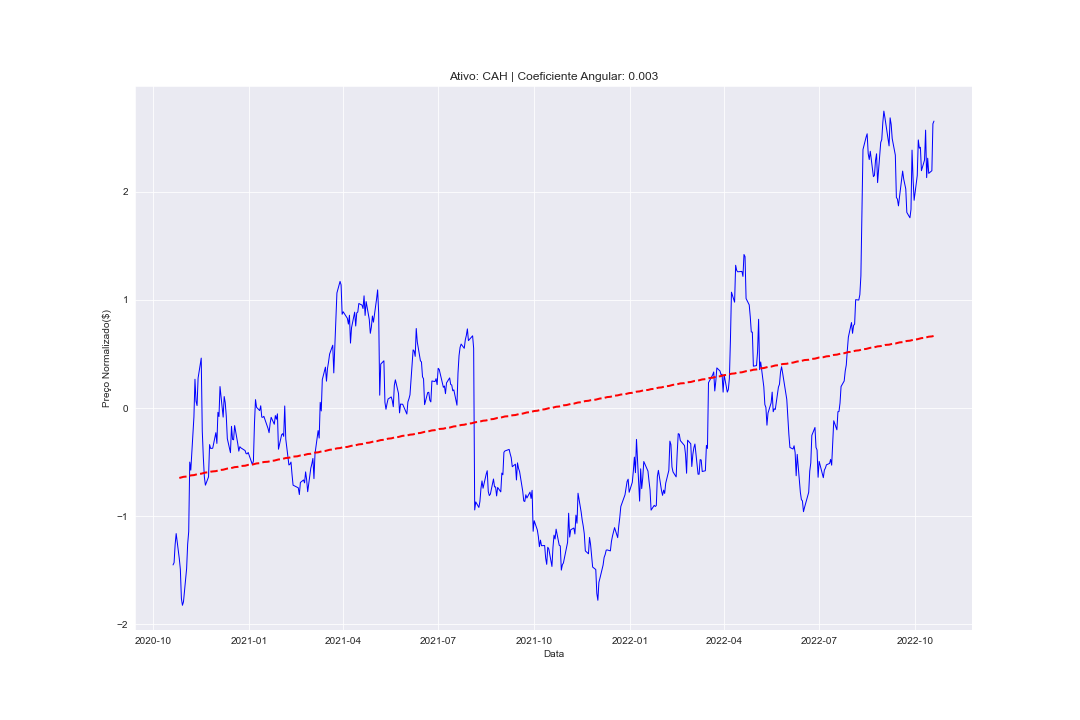 Ativo: CAH | Coeficiente Angular: 0.003
Preço Normalizado($)
2
1
0
−1
−2
2020-10 2021-01 2021-04 2021-07 2021-10 2022-01 2022-04 2022-07 2022-10
Data